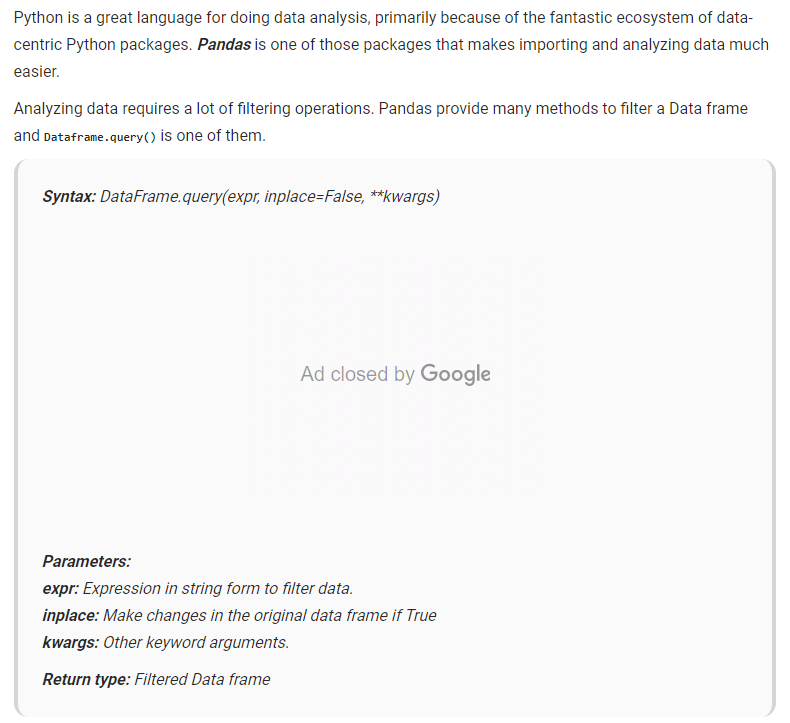 Python is a great language for doing data analysis, primarily because of the fantastic ecosystem of data-
centric Python packages. Pandas is one of those packages that makes importing and analyzing data much
easier.
Analyzing data requires a lot of filtering operations. Pandas provide many methods to filter a Data frame
and Dataframe.query() is one of them.
Syntax: DataFrame.query(expr, inplace=False, **kwargs)
Ad closed by Google
Parameters:
expr: Expression in string form to filter data.
inplace: Make changes in the original data frame if True
kwargs: Other keyword arguments.
Return type: Filtered Data frame